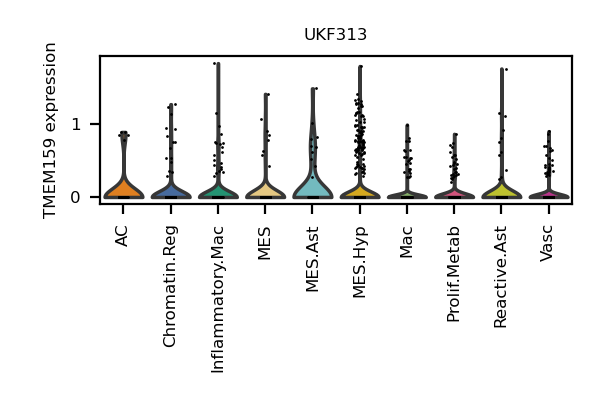 UKF313
TMEM159 expression
1
0
AC
Chromatin.Reg
Inflammatory.Mac
MES
MES.Ast
MES.Hyp
Mac
Prolif.Metab
Reactive.Ast
Vasc